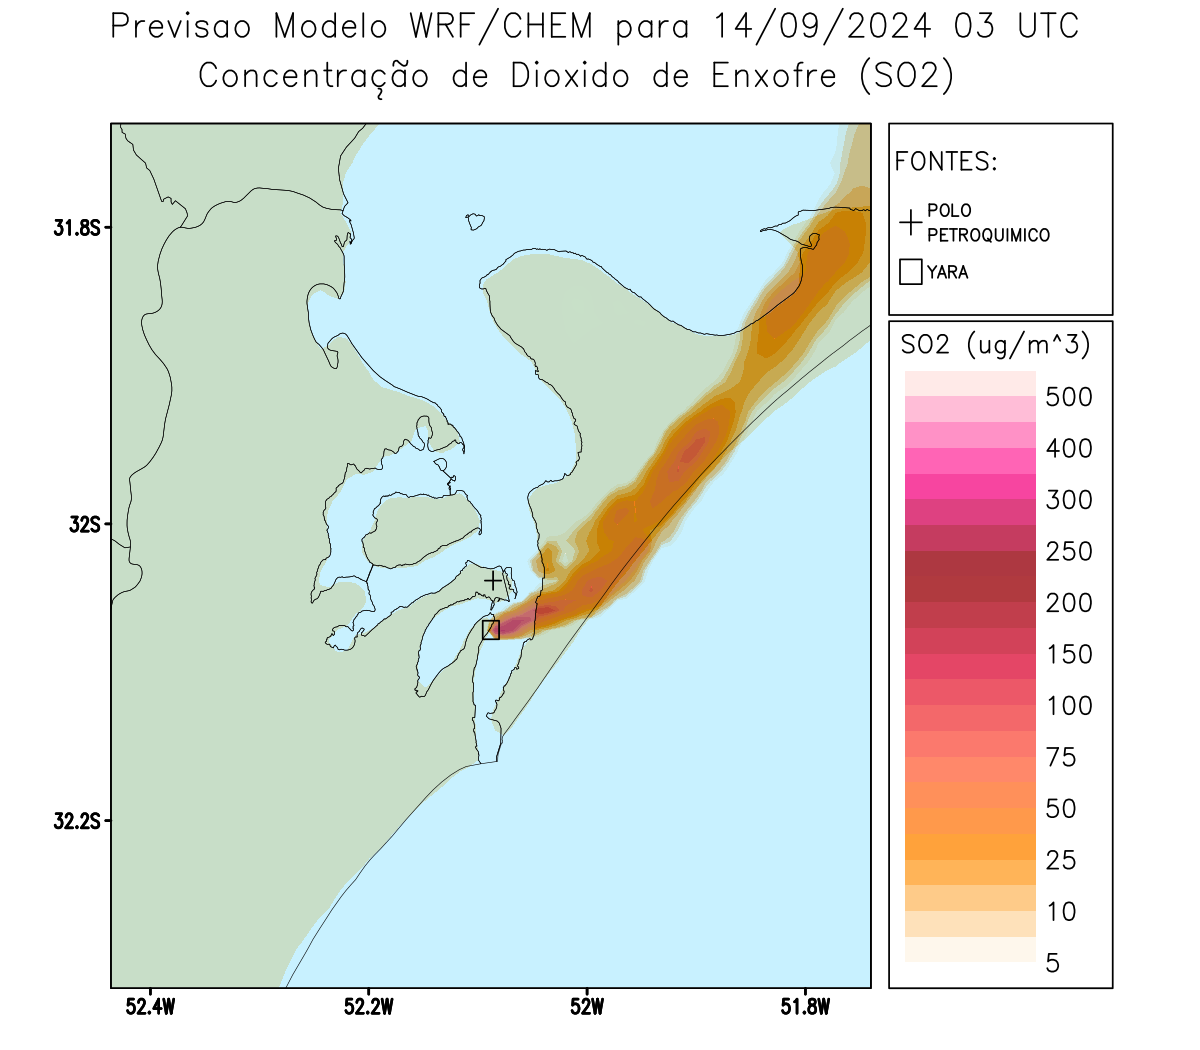 Previsao Modelo WRF/CHEM para 14/09/2024 03 UTC
Concentração de Dioxido de Enxofre (SO2)
FONTES:
POLO
PETROQUIMICO
YARA
SO2 (ug/m^3)
500
400
300
250
200
150
100
75
50
25
10
5
31.8S
32S
32.2S
52.4W
52.2W
52W
51.8W